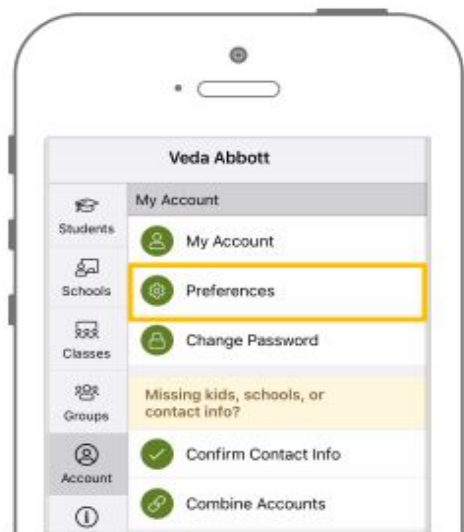 Veda Abbott
Students
Schools
Classes
Groups
Account
My Account
My Account
Preferences
Change Password
Missing kids, schools, or
contact info?
Confirm Contact Info
Combine Accounts